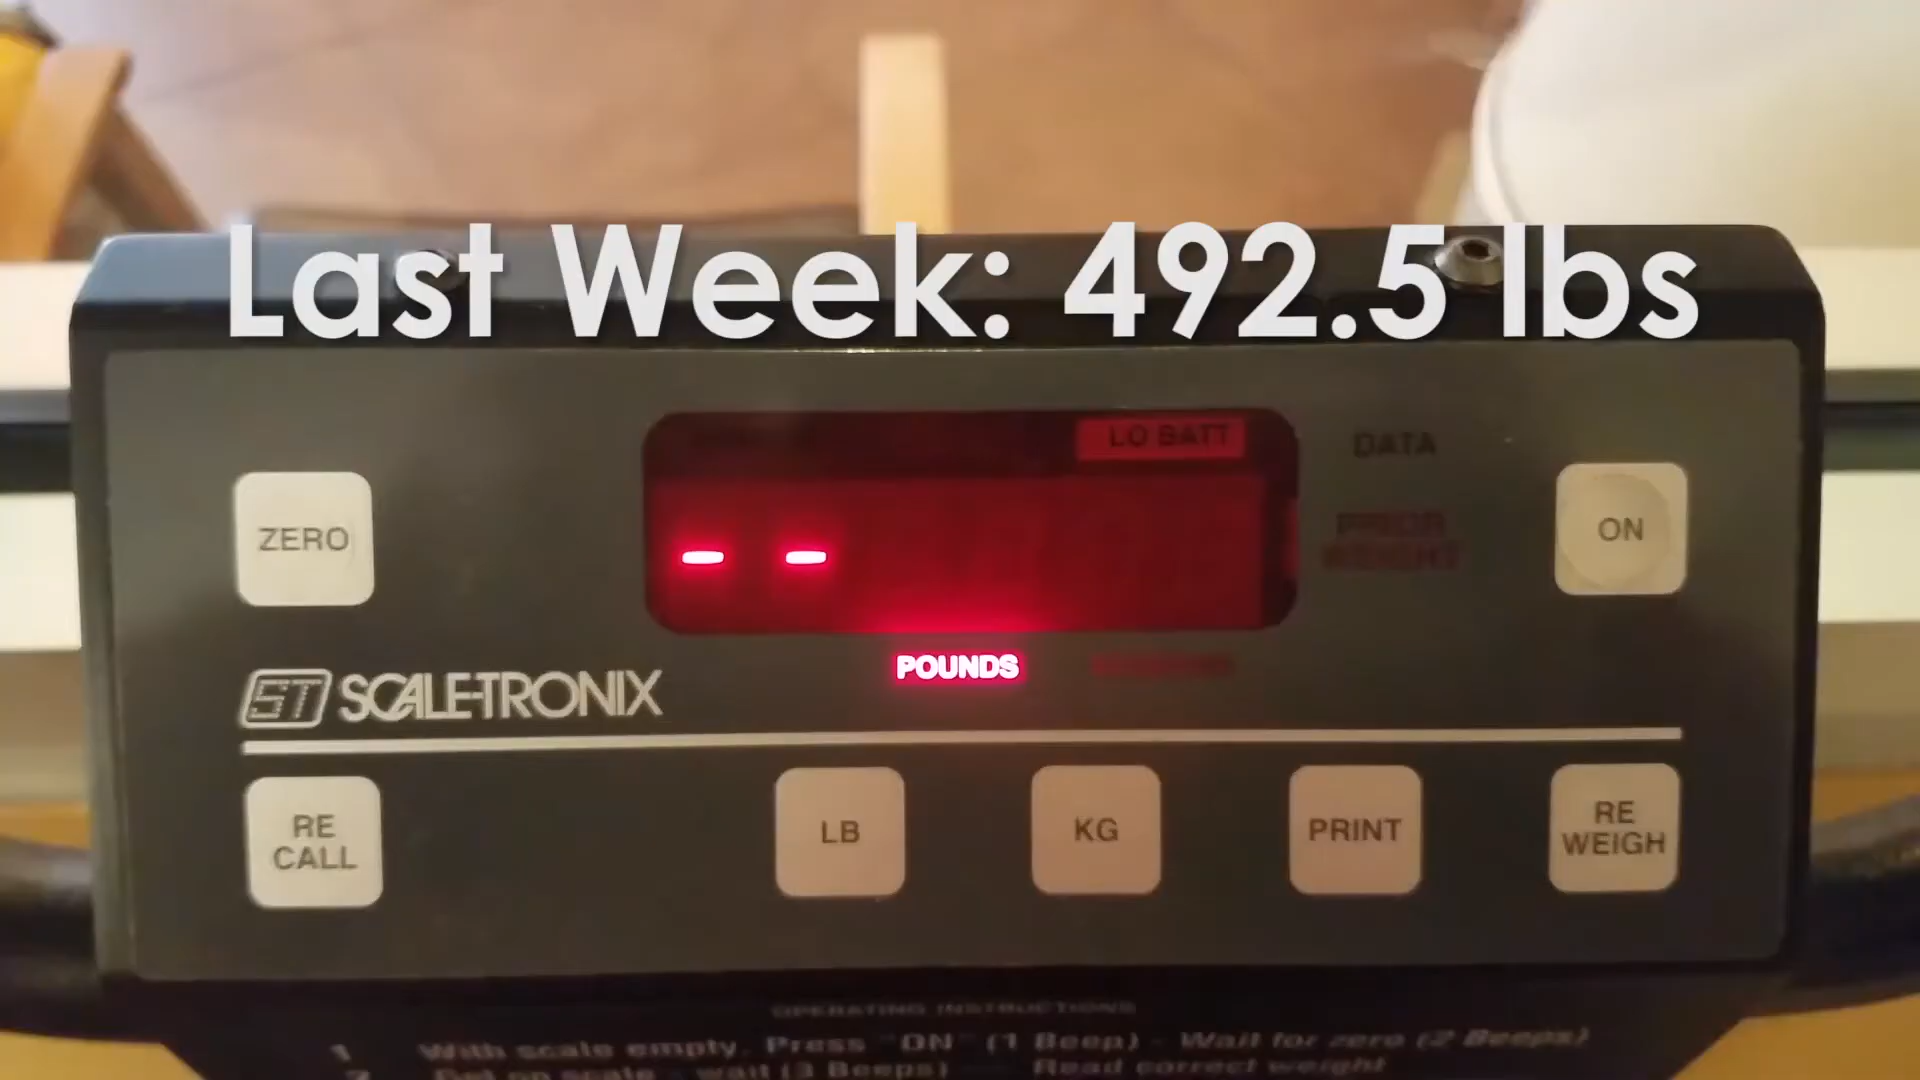 Last Week: 492.5 lbs
LO BATT
DATA
PRIOR
WEIGHT
ZERO
ON
- -
POUNDS
ST SCALE-TRONIX
RE
CALL
LB
KG
PRINT
RE
WEIGH
OPERATING INSTRUCTIONS
1 With scale empty, Press "ON" (1 Beep) - Wait for zero (2 Beeps)
2 Get on scale - wait (3 Beeps) Read correct weight